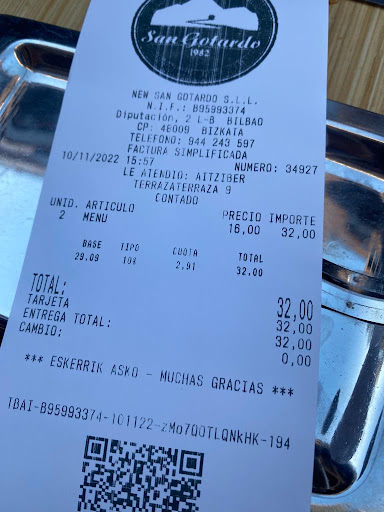 San Gotardo
1962
NEW SAN GOTARDO S.L.L.
N.I.F.: B95993374
Diputación, 2 L-B BILBAO
CP: 48009 BIZKAIA
TELEFONO: 944 243 597
FACTURA SIMPLIFICADA
10/11/2022 15:57 NUMERO: 34927
LE ATENDIO: AITZIBER
TERRAZATERRAZA 9
CONTADO
UNID. ARTICULO PRECIO IMPORTE
2 MENU 16,00 32,00
BASE TIPO CUOTA TOTAL
29.09 10% 2.91 32.00
TOTAL: 32,00
TARJETA 32,00
ENTREGA TOTAL: 32,00
CAMBIO: 0,00
*** ESKERRIK ASKO - MUCHAS GRACIAS ***
TBAI-B95993374-101122-zMo7Q0TLQNkHK-194